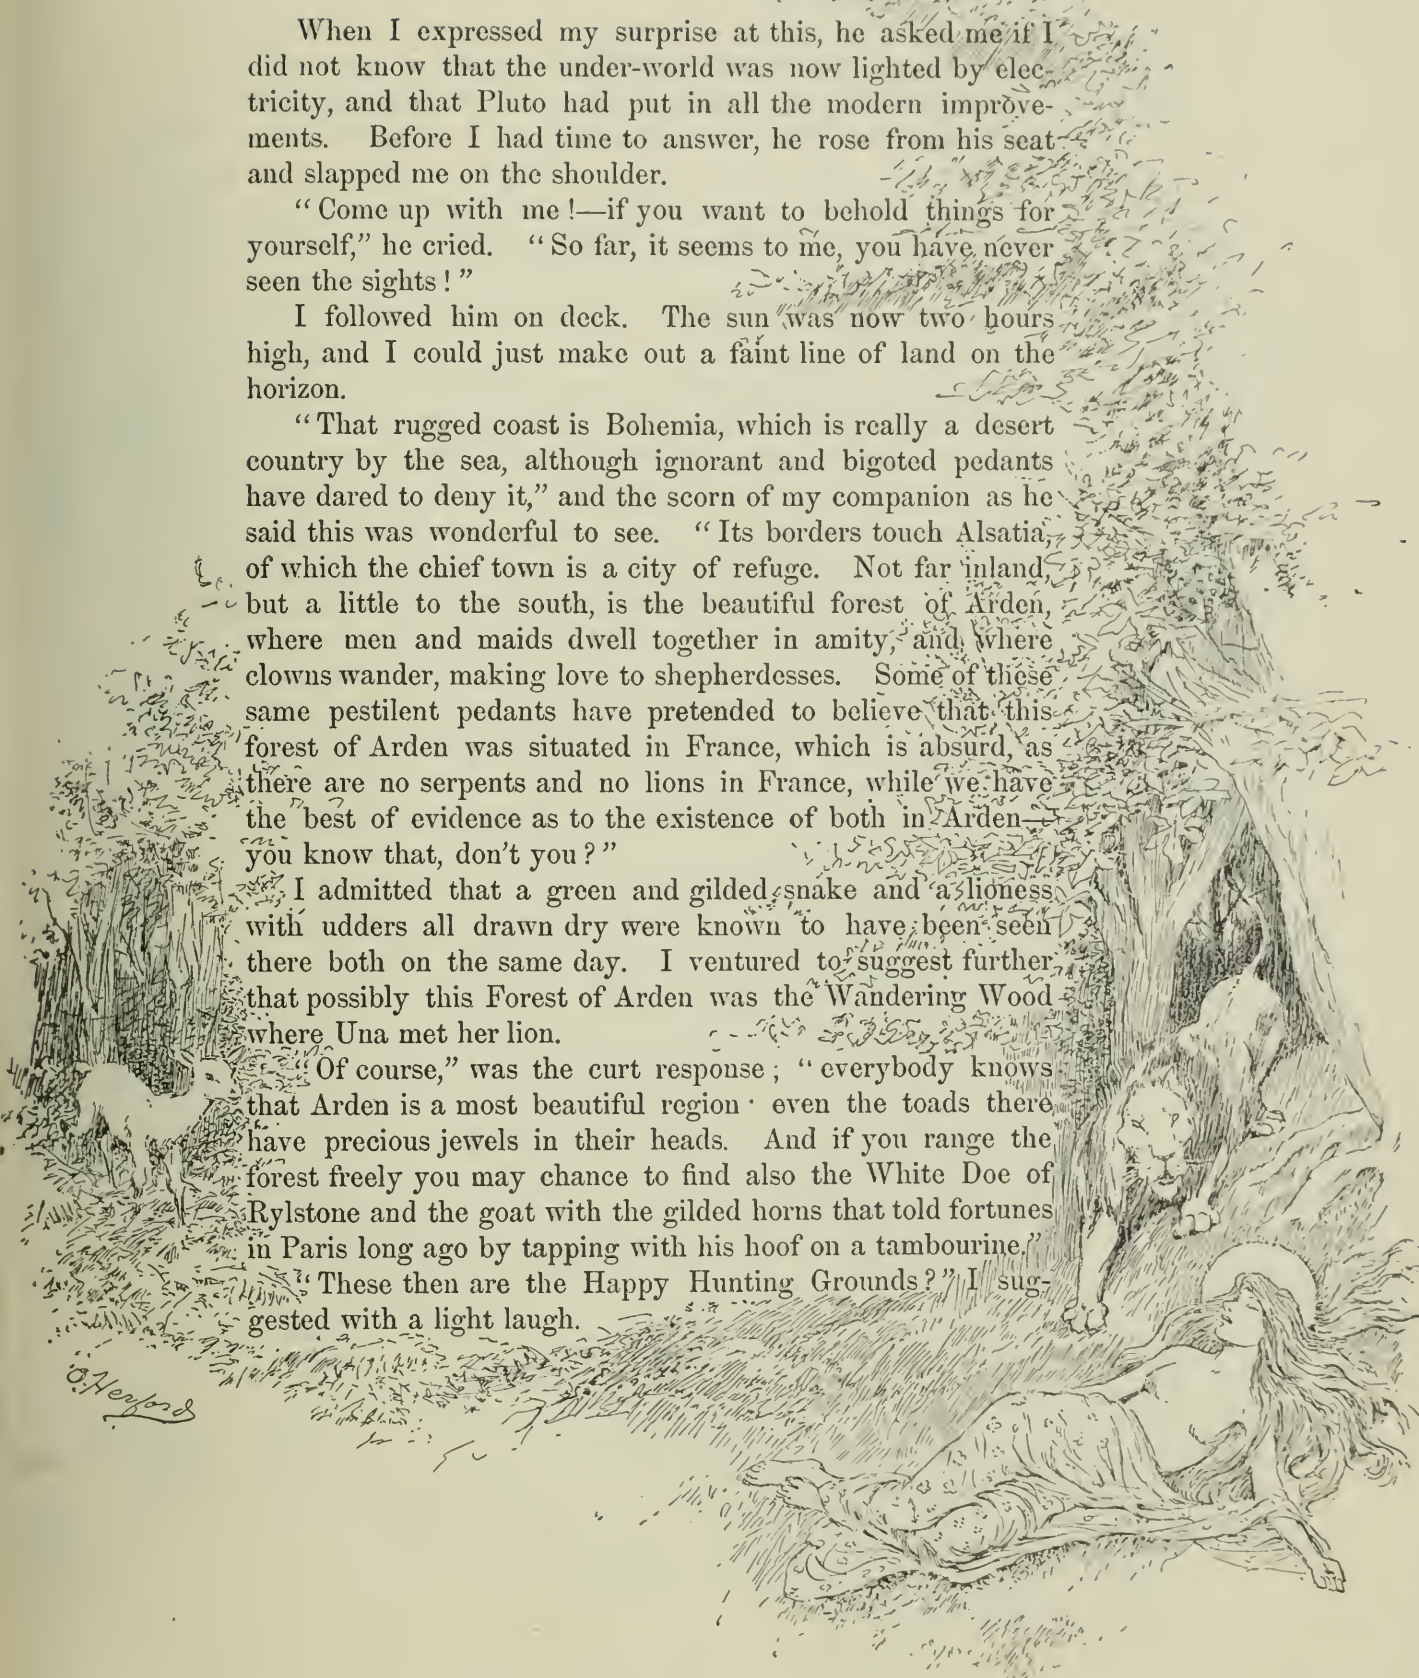 When I expressed my surprise at this, he asked me if I
did not know that the under-world was now lighted by elec-
tricity, and that Pluto had put in all the modern improve-
ments. Before I had time to answer, he rose from his seat
and slapped me on the shoulder.
“Come up with me!—if you want to behold things for
yourself,” he cried. “So far, it seems to me, you have never
seen the sights!”
I followed him on deck. The sun was now two hours
high, and I could just make out a faint line of land on the
horizon.
“That rugged coast is Bohemia, which is really a desert
country by the sea, although ignorant and bigoted pedants
have dared to deny it,” and the scorn of my companion as he
said this was wonderful to see. “Its borders touch Alsatia,
of which the chief town is a city of refuge. Not far inland,
but a little to the south, is the beautiful forest of Arden,
where men and maids dwell together in amity, and where
clowns wander, making love to shepherdesses. Some of these
same pestilent pedants have pretended to believe that this
forest of Arden was situated in France, which is absurd, as
there are no serpents and no lions in France, while we have
the best of evidence as to the existence of both in Arden—
you know that, don't you?”
I admitted that a green and gilded snake and a lioness
with udders all drawn dry were known to have been seen
there both on the same day. I ventured to suggest further
that possibly this Forest of Arden was the Wandering Wood
where Una met her lion.
“Of course,” was the curt response; “everybody knows
that Arden is a most beautiful region · even the toads there
have precious jewels in their heads. And if you range the
forest freely you may chance to find also the White Doe of
Rylstone and the goat with the gilded horns that told fortunes
in Paris long ago by tapping with his hoof on a tambourine.”
“These then are the Happy Hunting Grounds?” I sug-
gested with a light laugh.
O. Herford